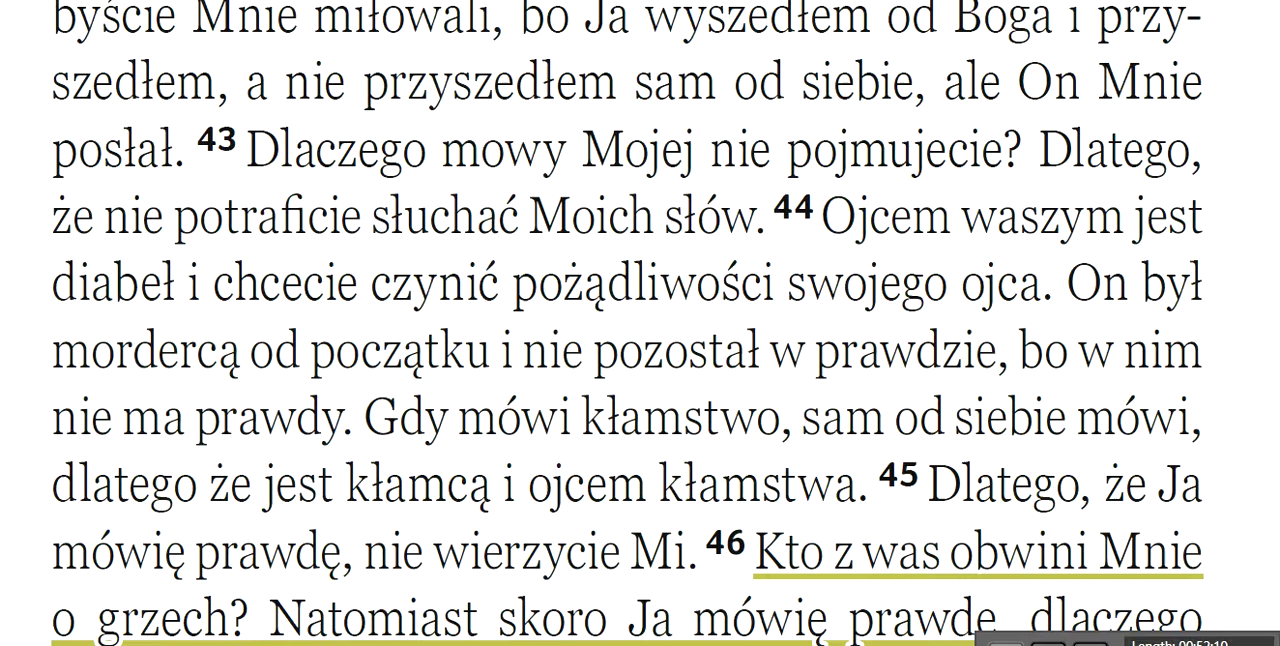 byście Mnie miłowali, bo Ja wyszedłem od Boga i przy-
szedłem, a nie przyszedłem sam od siebie, ale On Mnie
posłał. 43 Dlaczego mowy Mojej nie pojmujecie? Dlatego,
że nie potraficie słuchać Moich słów. 44 Ojcem waszym jest
diabeł i chcecie czynić pożądliwości swojego ojca. On był
mordercą od początku i nie pozostał w prawdzie, bo w nim
nie ma prawdy. Gdy mówi kłamstwo, sam od siebie mówi,
dlatego że jest kłamcą i ojcem kłamstwa. 45 Dlatego, że Ja
mówię prawdę, nie wierzycie Mi. 46 Kto z was obwini Mnie
o grzech? Natomiast skoro Ja mówię prawdę, dlaczego
Length: 00:52:10